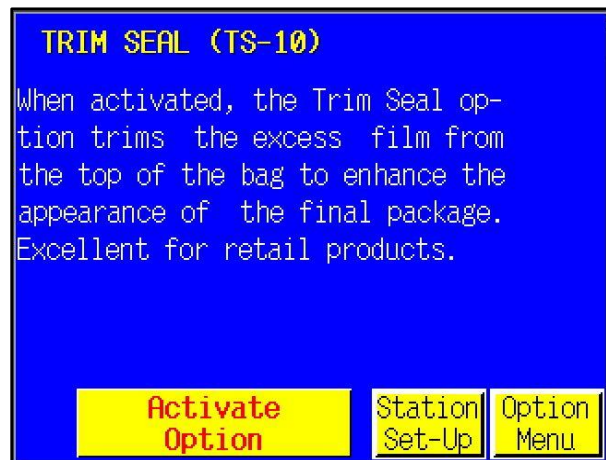 TRIM SEAL (TS-10)
When activated, the Trim Seal op-
tion trims the excess film from
the top of the bag to enhance the
appearance of the final package.
Excellent for retail products.
Activate
Option
Station
Set-Up
Option
Menu